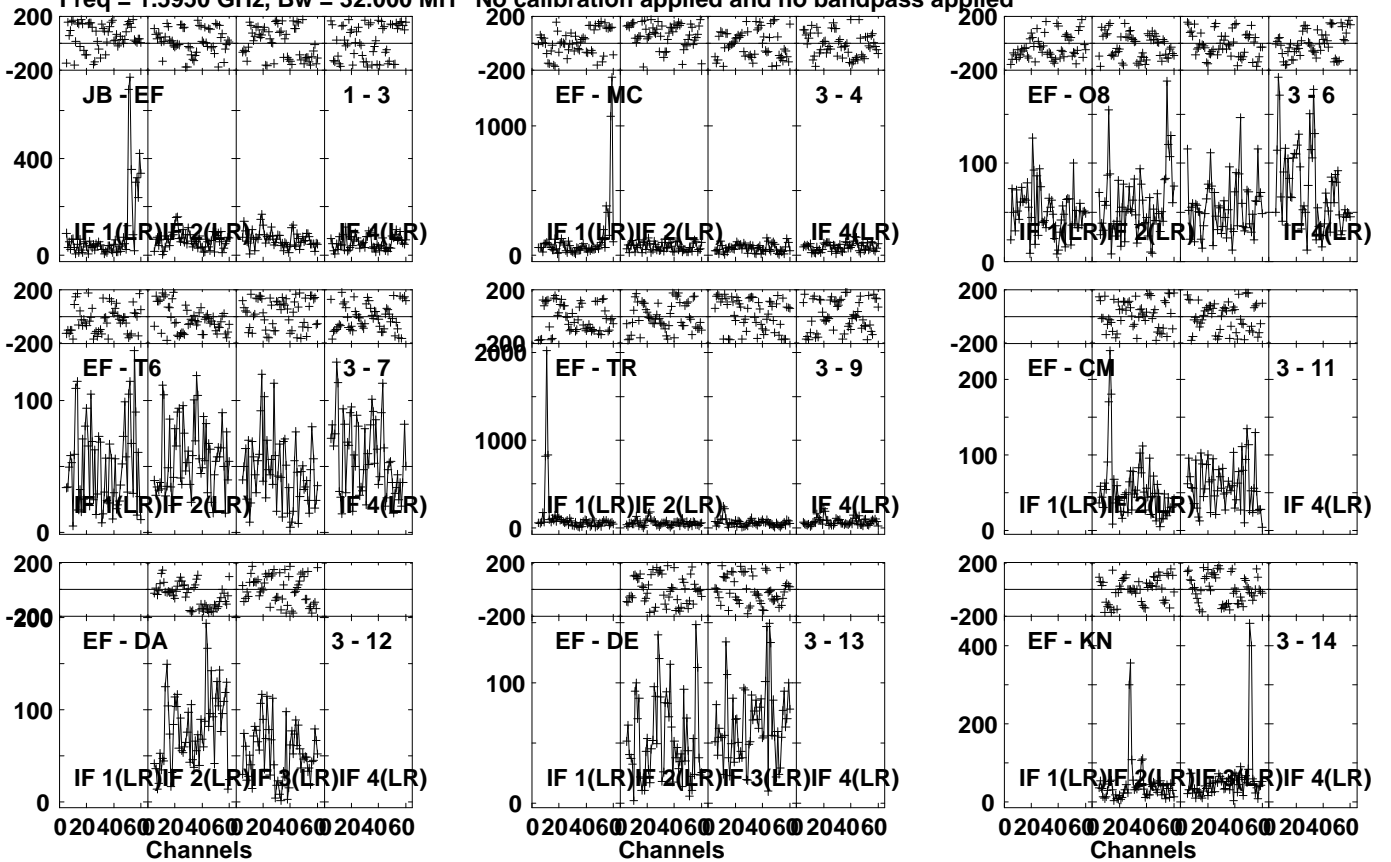 Freq = 1.5950 GHz, Bw = 32.000 MH No calibration applied and no bandpass applied
200 200 200
-200 -200 -200
JB - EF 1 - 3 EF - MC 3 - 4 EF - O8 3 - 6
400 1000 100
IF 1(LR) IF 2(LR) IF 4(LR) IF 1(LR) IF 2(LR) IF 4(LR) IF 1(LR) IF 2(LR) IF 4(LR)
0 0 0
200 200 200
-200 -200 -200
2000
EF - T6 3 - 7 EF - TR 3 - 9 EF - CM 3 - 11
200
100 1000 100
IF 1(LR) IF 2(LR) IF 4(LR) IF 1(LR) IF 2(LR) IF 4(LR) IF 1(LR) IF 2(LR) IF 4(LR)
0 0 0
200 200 200
-200 -200 -200
200
EF - DA 3 - 12 EF - DE 3 - 13 EF - KN 3 - 14
400
100 100 200
IF 1(LR) IF 2(LR) IF 3(LR) IF 4(LR) IF 1(LR) IF 2(LR) IF 3(LR) IF 4(LR) IF 1(LR) IF 2(LR) IF 3(LR) IF 4(LR)
0 0 0
0 20 40 60 0 20 40 60 0 20 40 60 0 20 40 60 0 20 40 60 0 20 40 60 0 20 40 60 0 20 40 60 0 20 40 60 0 20 40 60 0 20 40 60 0 20 40 60
Channels Channels Channels